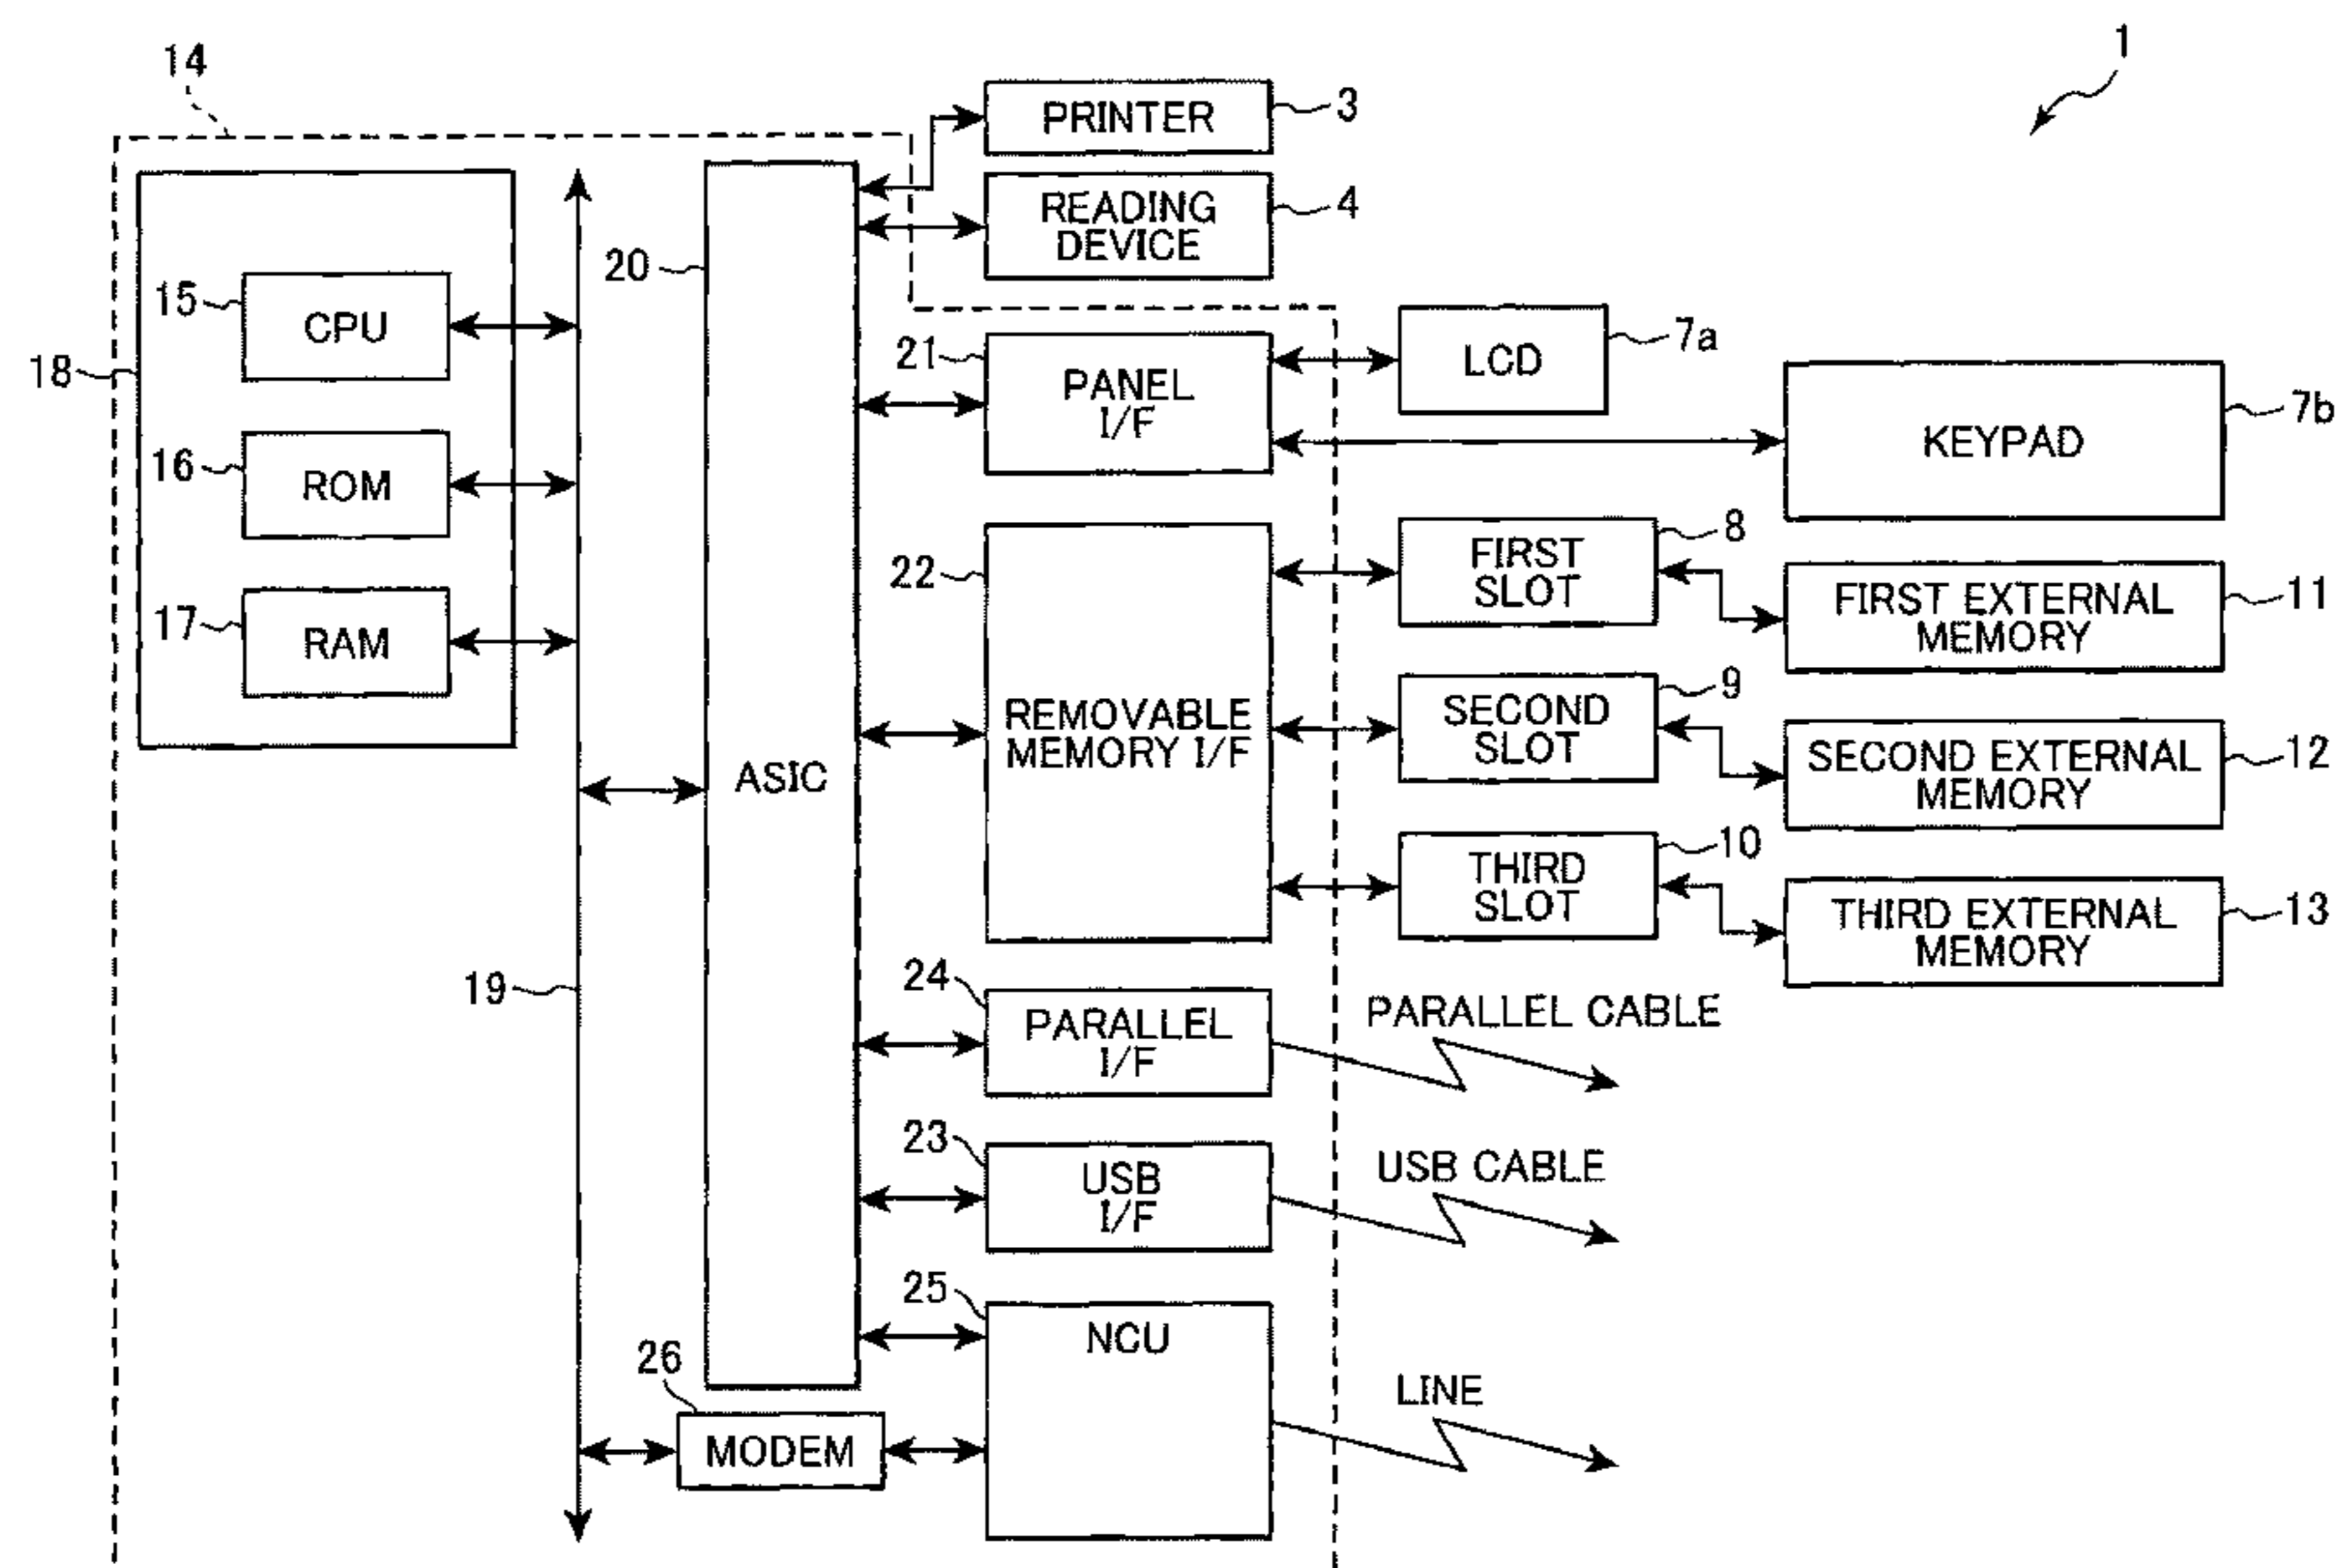 1
14
PRINTER
3
READING
DEVICE
4
20
15
CPU
18
16
ROM
17
RAM
ASIC
19
21
PANEL
I/F
LCD
7a
KEYPAD
7b
22
REMOVABLE
MEMORY I/F
FIRST
SLOT
8
FIRST EXTERNAL
MEMORY
11
SECOND
SLOT
9
SECOND EXTERNAL
MEMORY
12
THIRD
SLOT
10
THIRD EXTERNAL
MEMORY
13
24
PARALLEL
I/F
PARALLEL CABLE
23
USB
I/F
USB CABLE
25
NCU
LINE
26
MODEM